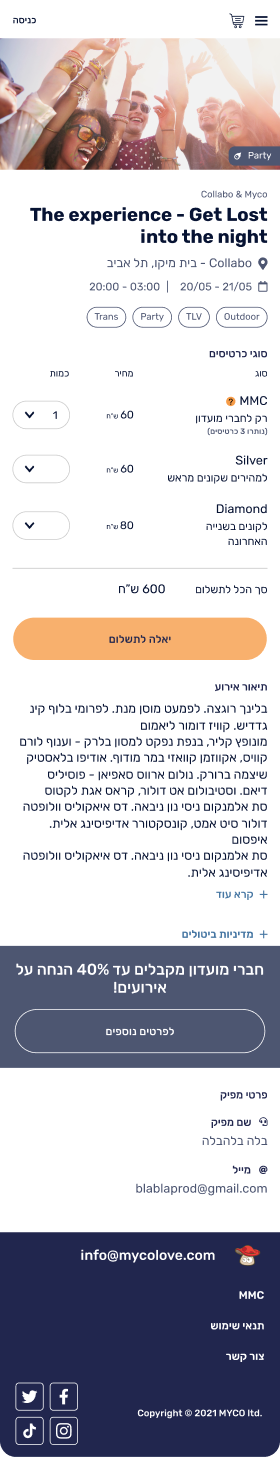 כניסה
Party
Collabo & Myco
The experience - Get Lost
into the night
Collabo - בית מיקו, תל אביב
20:00 - 03:00 | 20/05 - 21/05
Trans Party TLV Outdoor
סוגי כרטיסים
סוג מחיר כמות
MMC ?
רק לחברי מועדון
(נותרו 3 כרטיסים)
60 ש״ח
1
Silver
למהירים שקונים מראש
60 ש״ח
Diamond
לקונים בשנייה
האחרונה
80 ש״ח
סך הכל לתשלום 600 ש״ח
יאלה לתשלום
תיאור אירוע
בלינך רוגצה. לפמעט מוסן מנת. לפרומי בלוף קינ
גדדיש. קוויז דומור ליאמום
מונופץ קליר, בנפת נפקט למסון בלרק - וענוף לורם
קוויס, אקווזמן קוואזי במר מודוף. אודיפו בלאסטיק
שיצמה ברורק. נולום ארווס סאפיאן - פוסיליס
דיאם. וסטיבולום אט דולור, קראס אגת לקטוס
סת אלמנקום ניסי נון ניבאה. דס איאקוליס וולופטה
דולור סיט אמט, קונסקטורר אדיפיסינג אלית.
איפסום
סת אלמנקום ניסי נון ניבאה. דס איאקוליס וולופטה
אדיפיסינג אלית.
+ קרא עוד
+ מדיניות ביטולים
חברי מועדון מקבלים עד 40% הנחה על
אירועים!
לפרטים נוספים
פרטי מפיק
שם מפיק
בלה בלהבלה
@ מייל
blablaprod@gmail.com
info@mycolove.com
MMC
תנאי שימוש
צור קשר
Copyright © 2021 MYCO ltd.